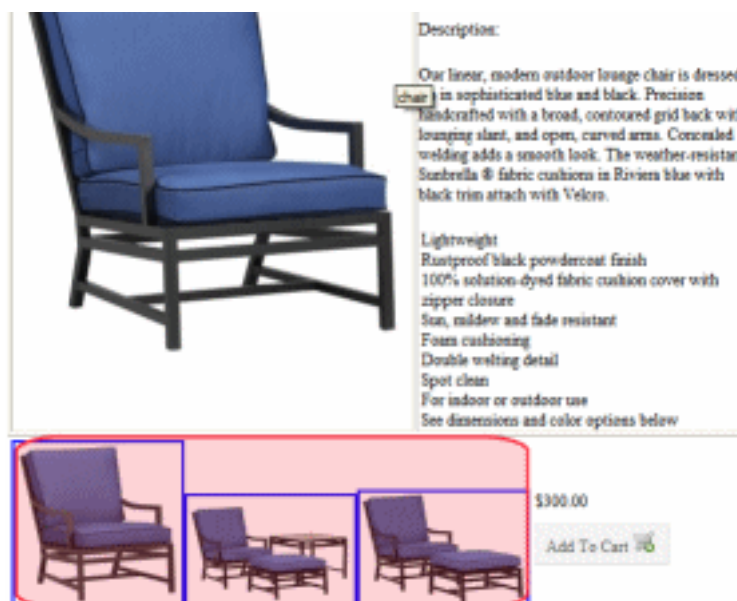 Description:
Our linear, modern outdoor lounge chair is dressed
in sophisticated blue and black. Precision
chair
handcrafted with a broad, contoured grid back wit
lounging slant, and open, curved arms. Concealed
welding adds a smooth look. The weather-resistan
Sunbrella ® fabric cushions in Riviera blue with
black trim attach with Velcro.
Lightweight
Rustproof black powdercoat finish
100% solution-dyed fabric cushion cover with
zipper closure
Sun, mildew and fade resistant
Foam cushioning
Double welting detail
Spot clean
For indoor or outdoor use
See dimensions and color options below
$300.00
Add To Cart